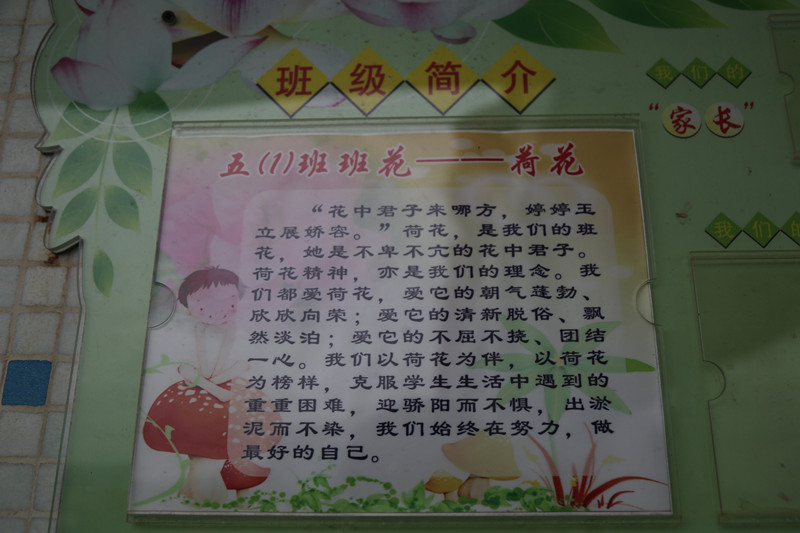 班级简介
我们的
“家长”
五(1)班班花——荷花
“花中君子来哪方，婷婷玉
立展娇容。”荷花，是我们的班
花，她是不卑不亢的花中君子。
荷花精神，亦是我们的理念。我
们都爱荷花，爱它的朝气蓬勃、
欣欣向荣；爱它的清新脱俗、飘
然淡泊；爱它的不屈不挠、团结
一心。我们以荷花为伴，以荷花
为榜样，克服学生生活中遇到的
重重困难，迎骄阳而不惧，出淤
泥而不染，我们始终在努力，做
最好的自己。
我们的